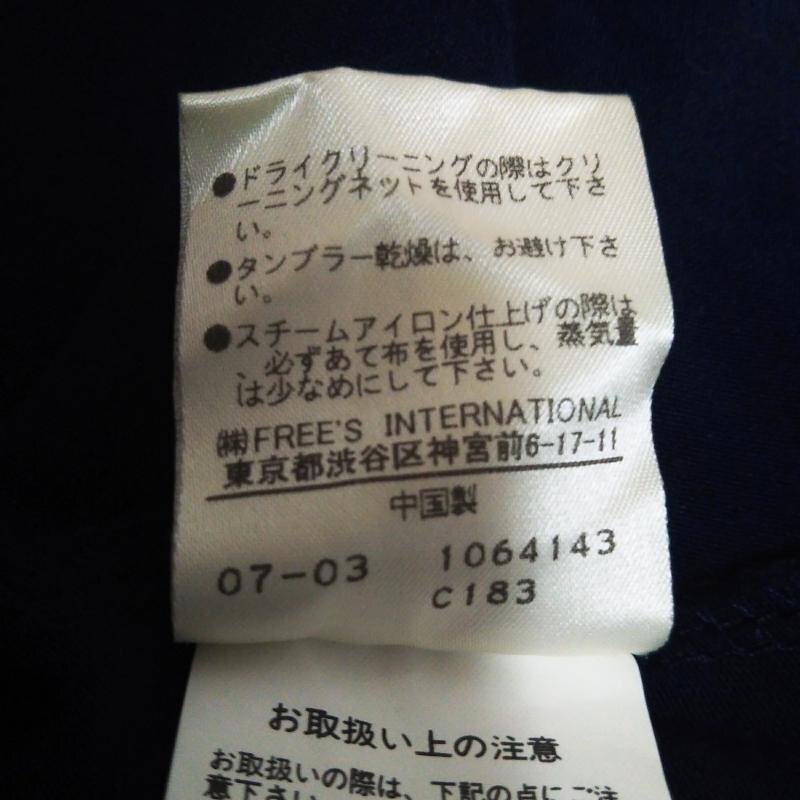 ●ドライクリーニングの際はクリ
ーニングネットを使用して下さ
い。
●タンブラー乾燥は、お避け下さ
い。
●スチームアイロン仕上げの際は
、必ずあて布を使用し、蒸気量
は少なめにして下さい。
㈱FREE'S INTERNATIONAL
東京都渋谷区神宮前6-17-11
中国製
07-03 1064143
C183
お取扱い上の注意
お取扱いの際は、下記の点にご注
意下さい